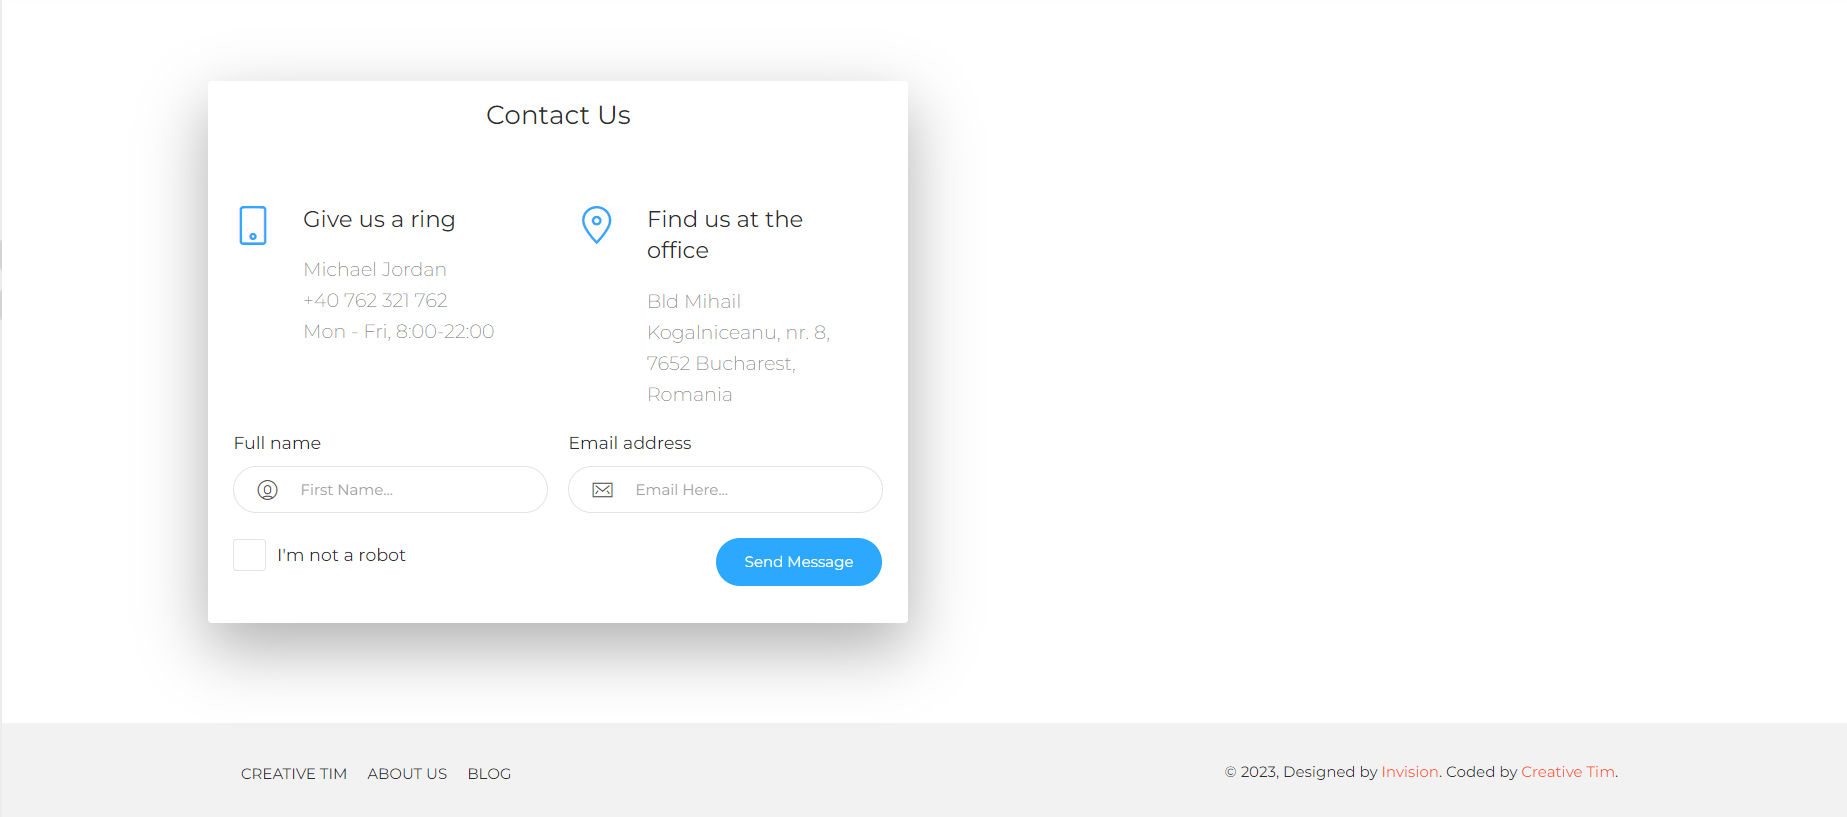 Contact Us
Give us a ring
Michael Jordan
+40 762 321 762
Mon - Fri, 8:00-22:00
Find us at the
office
Bld Mihail
Kogalniceanu, nr. 8,
7652 Bucharest,
Romania
Full name
First Name...
Email address
Email Here...
I'm not a robot
Send Message
CREATIVE TIM ABOUT US BLOG
© 2023, Designed by Invision. Coded by Creative Tim.